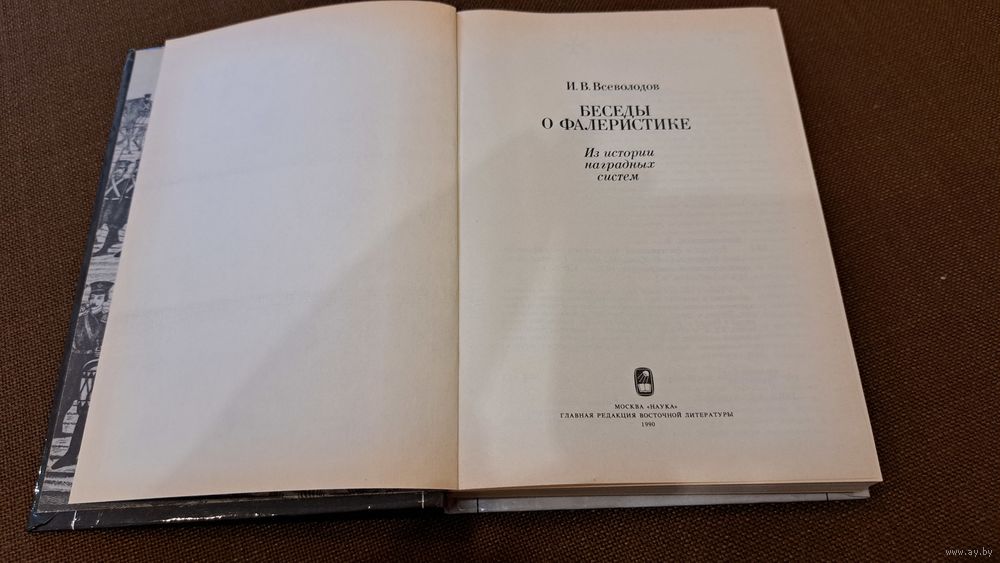 И. В. Всеволодов
БЕСЕДЫ
О ФАЛЕРИСТИКЕ
Из истории
наградных
систем
МОСКВА «НАУКА»
ГЛАВНАЯ РЕДАКЦИЯ ВОСТОЧНОЙ ЛИТЕРАТУРЫ
1990
www.ay.by